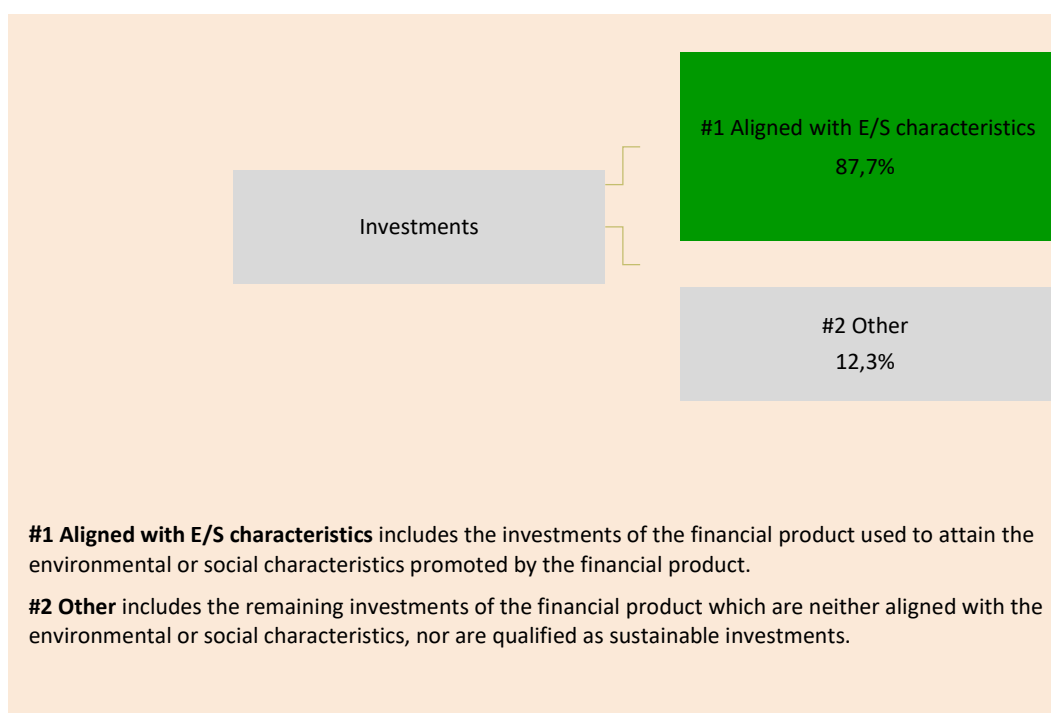 #1 Aligned with E/S characteristics
87,7%
Investments
#2 Other
12,3%
#1 Aligned with E/S characteristics includes the investments of the financial product used to attain the
environmental or social characteristics promoted by the financial product.
#2 Other includes the remaining investments of the financial product which are neither aligned with the
environmental or social characteristics, nor are qualified as sustainable investments.